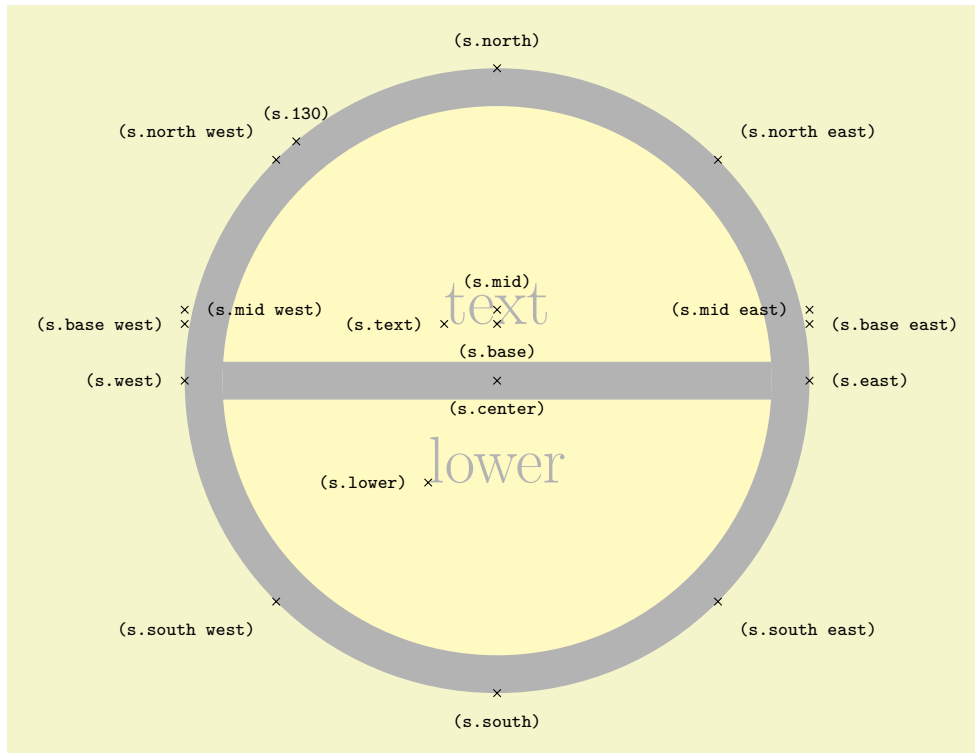 (s.north)
(s.130)
(s.north west)
(s.north east)
(s.mid)
text
(s.mid west)
(s.mid east)
(s.base west)
(s.text)
(s.base east)
(s.base)
(s.west)
(s.east)
(s.center)
lower
(s.lower)
(s.south west)
(s.south east)
(s.south)